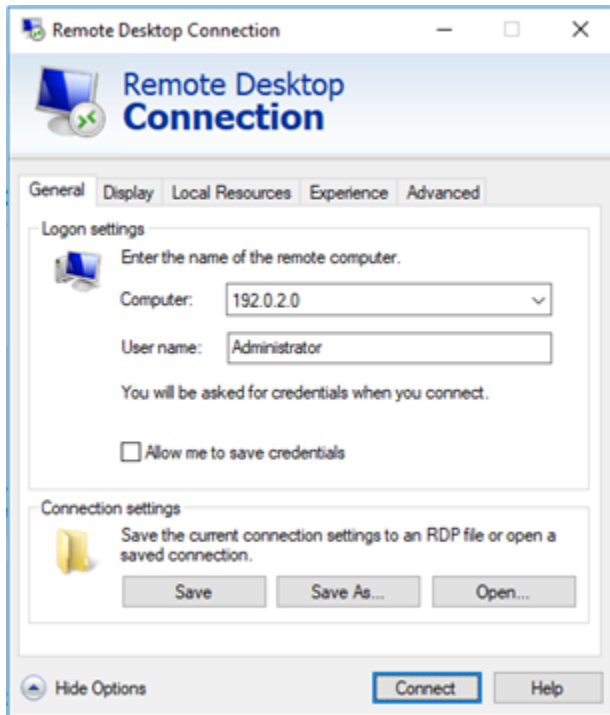 Remote Desktop Connection
Remote Desktop
Connection
General Display Local Resources Experience Advanced
Logon settings
Enter the name of the remote computer.
Computer: 192.0.2.0
User name: Administrator
You will be asked for credentials when you connect.
Allow me to save credentials
Connection settings
Save the current connection settings to an RDP file or open a
saved connection.
Save Save As... Open...
Hide Options Connect Help